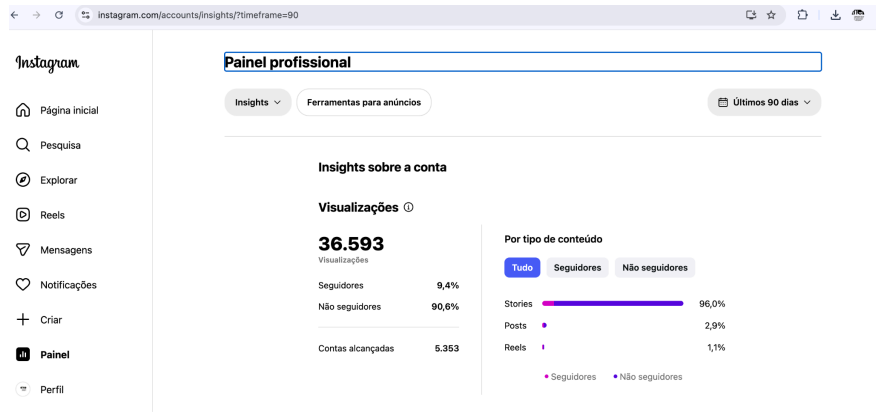 instagram.com/accounts/insights/?timeframe=90
Instagram
Página inicial
Pesquisa
Explorar
Reels
Mensagens
Notificações
Criar
Painel
Perfil
Painel profissional
Insights
Ferramentas para anúncios
Últimos 90 dias
Insights sobre a conta
Visualizações
36.593
Visualizações
Seguidores 9,4%
Não seguidores 90,6%
Contas alcançadas 5.353
Por tipo de conteúdo
Tudo Seguidores Não seguidores
Stories 96,0%
Posts 2,9%
Reels 1,1%
Seguidores Não seguidores